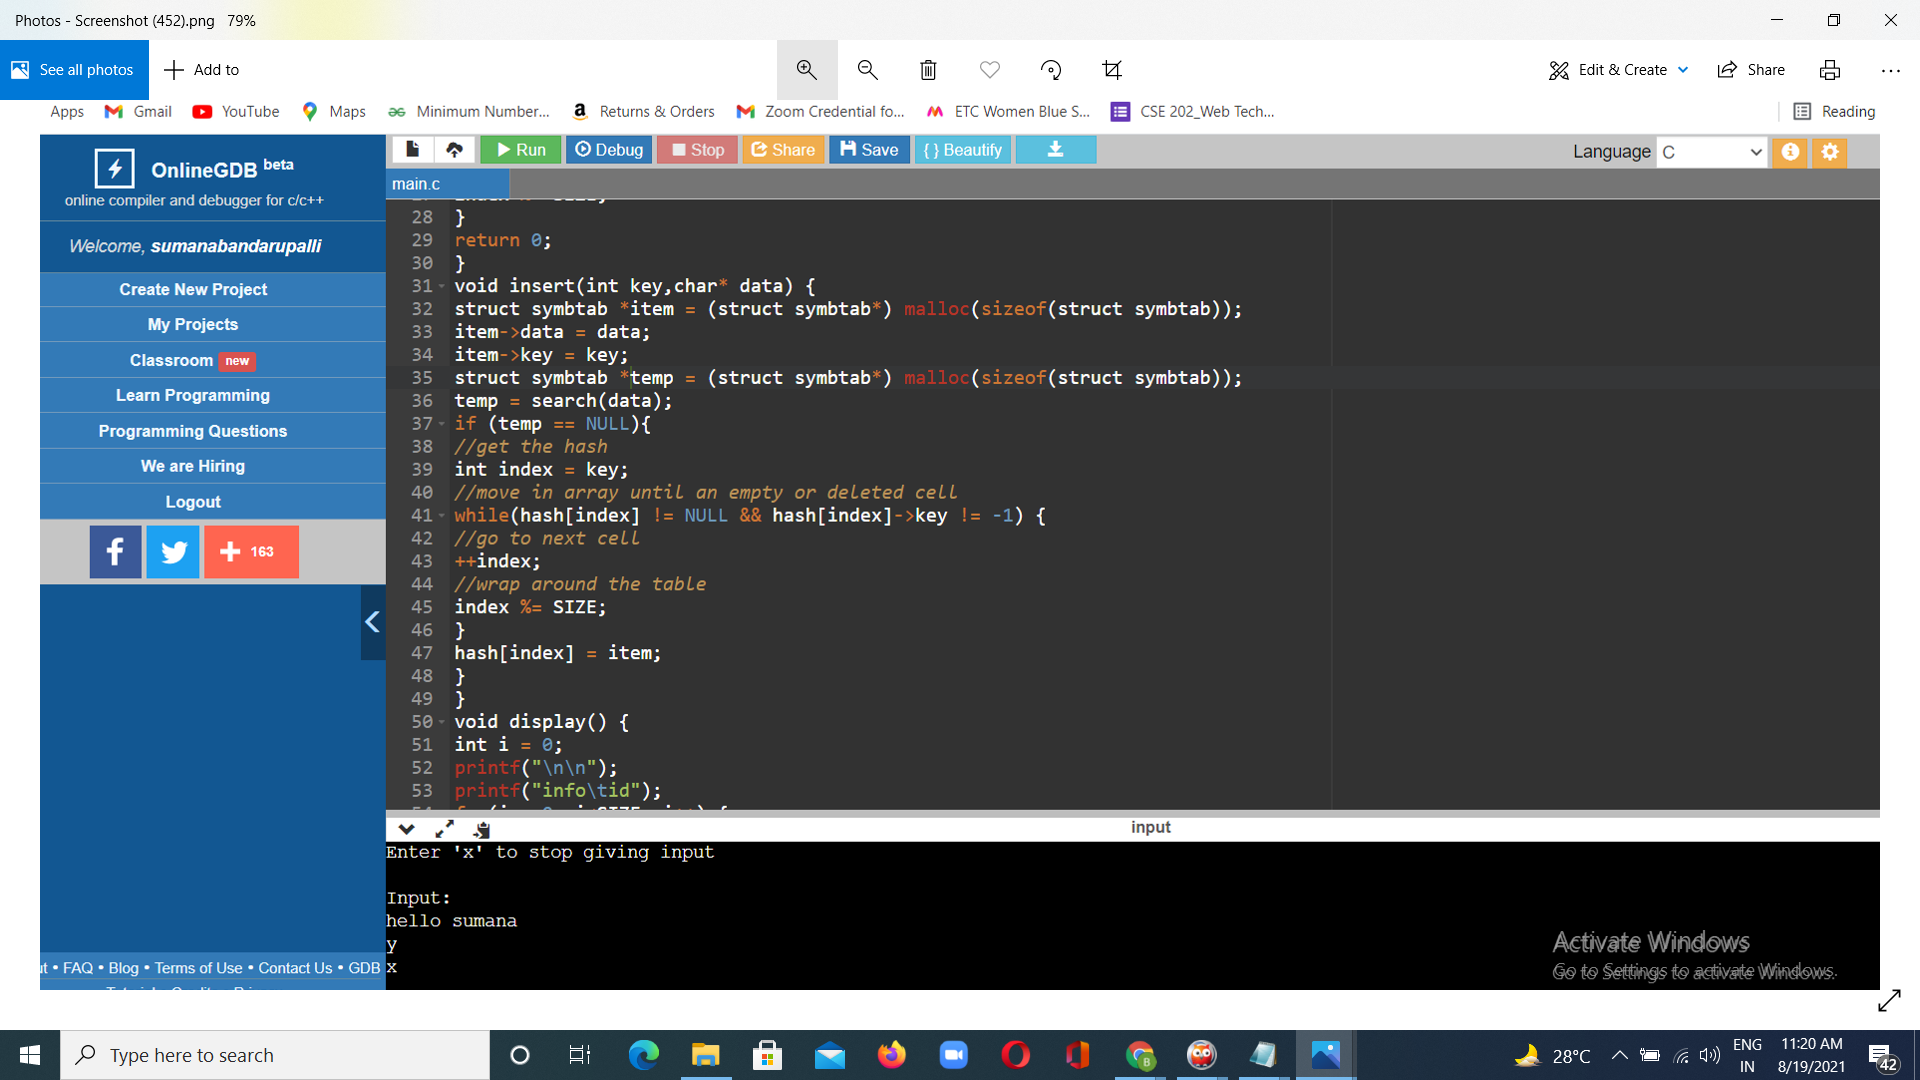 Photos - Screenshot (452).png 79%
See all photos
Add to
Edit & Create
Share
Apps
Gmail
YouTube
Maps
Minimum Number...
Returns & Orders
Zoom Credential fo...
ETC Women Blue S...
CSE 202_Web Tech...
Reading
OnlineGDB beta
online compiler and debugger for c/c++
Welcome, sumanabandarupalli
Create New Project
My Projects
Classroom new
Learn Programming
Programming Questions
We are Hiring
Logout
163
• FAQ • Blog • Terms of Use • Contact Us • GDB
Run
Debug
Stop
Share
Save
{ } Beautify
Language C
main.c
28 }
29 return 0;
30 }
31 void insert(int key,char* data) {
32 struct symbtab *item = (struct symbtab*) malloc(sizeof(struct symbtab));
33 item->data = data;
34 item->key = key;
35 struct symbtab *temp = (struct symbtab*) malloc(sizeof(struct symbtab));
36 temp = search(data);
37 if (temp == NULL){
38 //get the hash
39 int index = key;
40 //move in array until an empty or deleted cell
41 while(hash[index] != NULL && hash[index]->key != -1) {
42 //go to next cell
43 ++index;
44 //wrap around the table
45 index %= SIZE;
46 }
47 hash[index] = item;
48 }
49 }
50 void display() {
51 int i = 0;
52 printf("\n\n");
53 printf("info\tid");
input
Enter 'x' to stop giving input
Input:
hello sumana
y
x
Activate Windows
Go to Settings to activate Windows.
Type here to search
28°C
ENG
IN
11:20 AM
8/19/2021
42